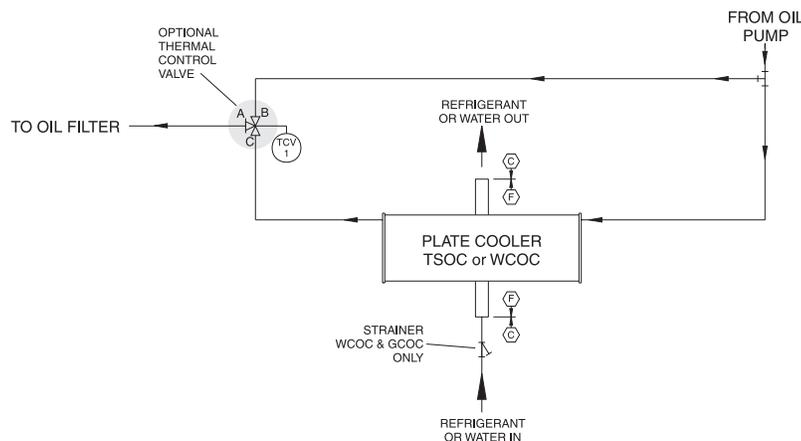 FROM OIL
PUMP
OPTIONAL
THERMAL
CONTROL
VALVE
A
B
C
TO OIL FILTER
TCV
1
REFRIGERANT
OR WATER OUT
C
F
PLATE COOLER
TSOC or WCOC
F
C
STRAINER
WCOC & GCOC
ONLY
REFRIGERANT
OR WATER IN